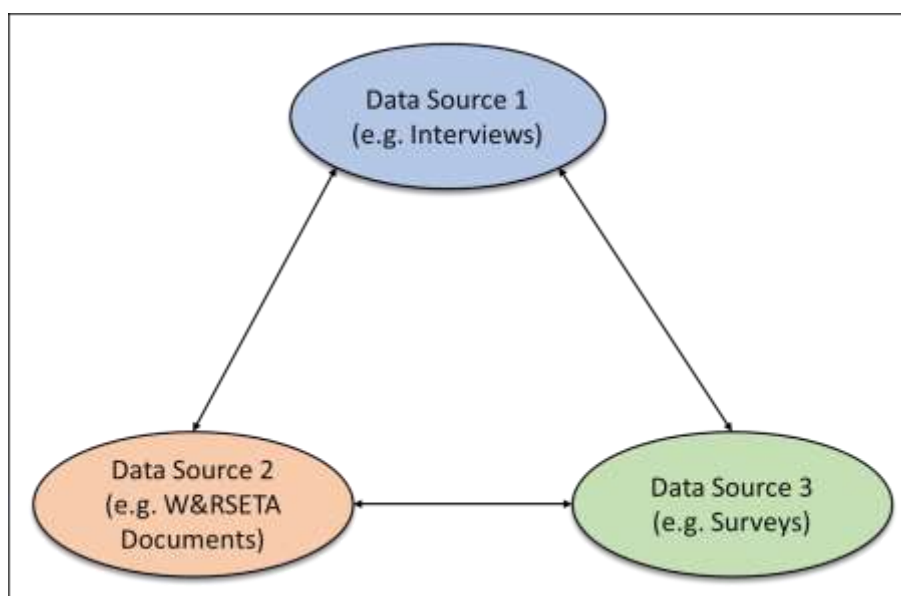 Data Source 1
(e.g. Interviews)
Data Source 2
(e.g. W&RSETA
Documents)
Data Source 3
(e.g. Surveys)